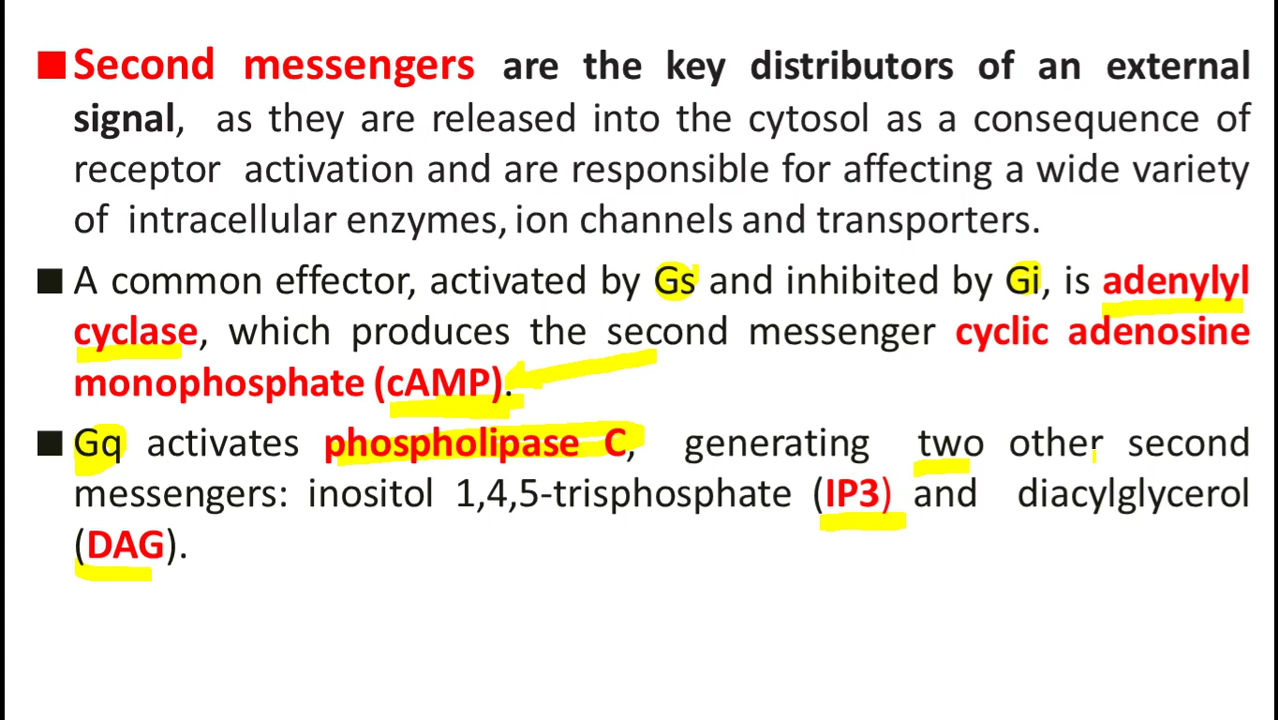 Second messengers are the key distributors of an external
signal, as they are released into the cytosol as a consequence of
receptor activation and are responsible for affecting a wide variety
of intracellular enzymes, ion channels and transporters.
A common effector, activated by Gs and inhibited by Gi, is adenylyl
cyclase, which produces the second messenger cyclic adenosine
monophosphate (cAMP).
Gq activates phospholipase C, generating two other second
messengers: inositol 1,4,5-trisphosphate (IP3) and diacylglycerol
(DAG).